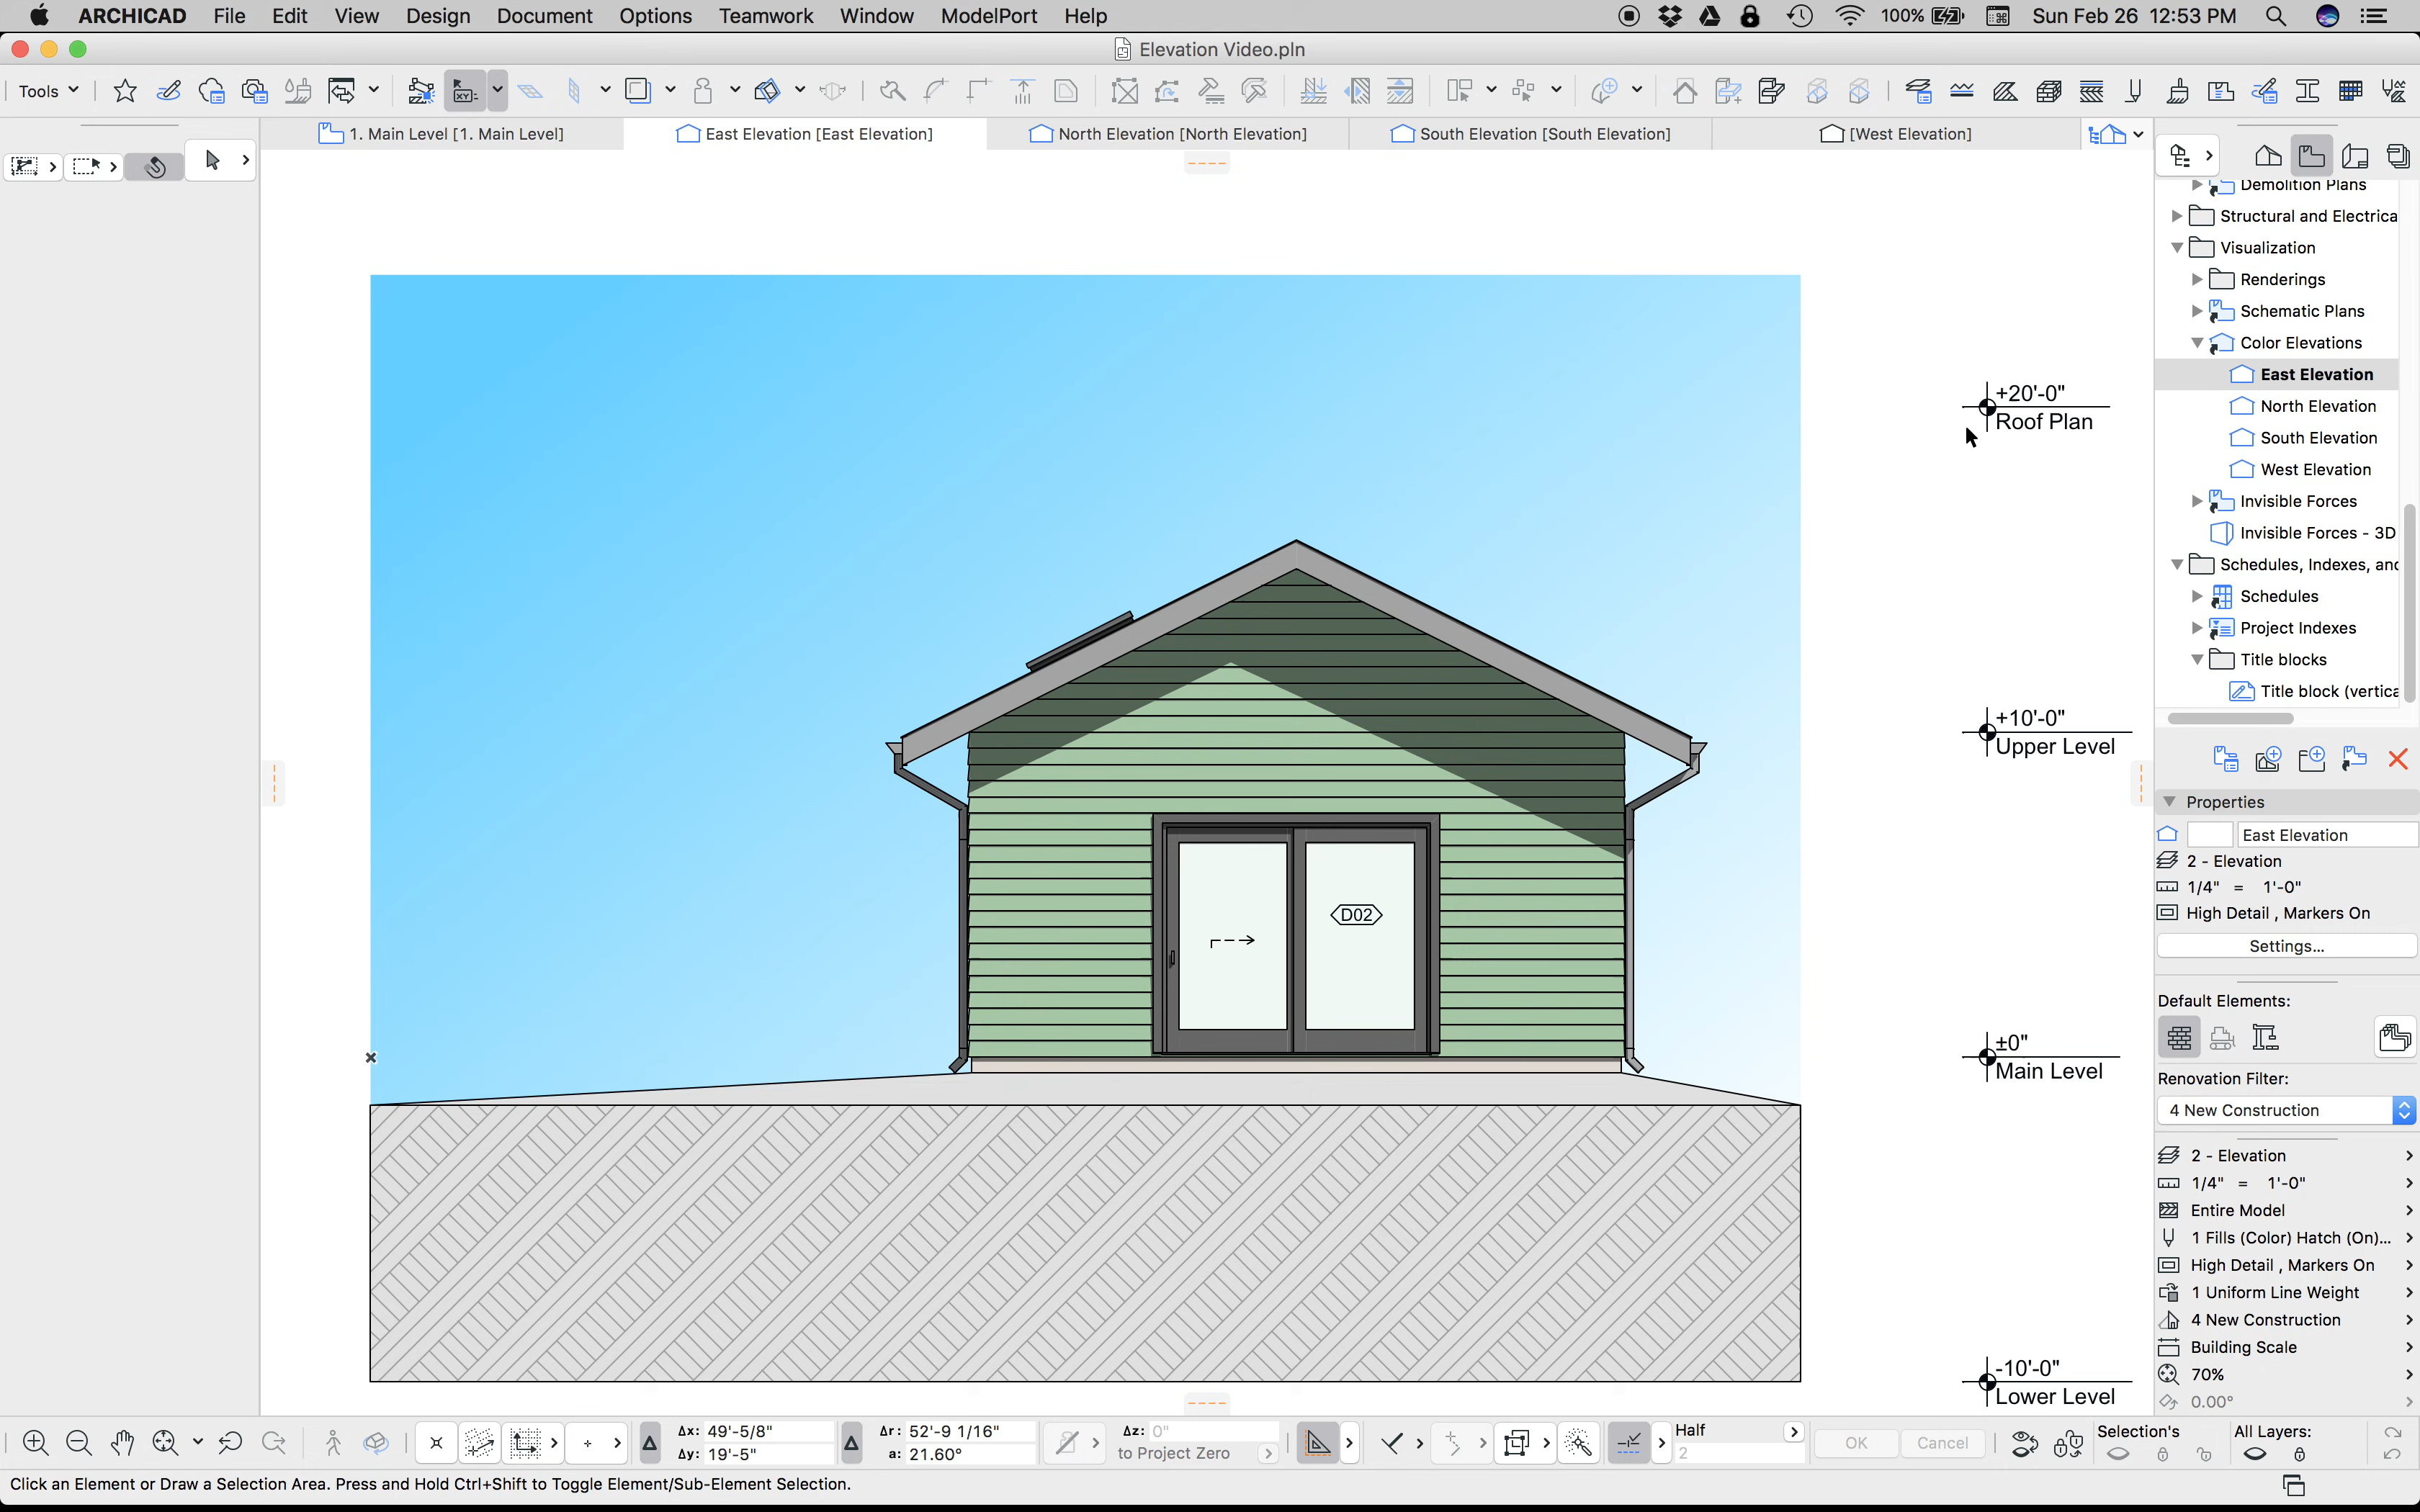 ARCHICAD File Edit View Design Document Options Teamwork Window ModelPort Help 100% Sun Feb 26 12:53 PM
Elevation Video.pln
Tools
1. Main Level [1. Main Level] East Elevation [East Elevation] North Elevation [North Elevation] South Elevation [South Elevation] [West Elevation]
Demolition Plans
Structural and Electrica
Visualization
Renderings
Schematic Plans
Color Elevations
East Elevation
North Elevation
South Elevation
West Elevation
Invisible Forces
Invisible Forces - 3D
Schedules, Indexes, and
Schedules
Project Indexes
Title blocks
Title block (vertica
+20'-0"
Roof Plan
+10'-0"
Upper Level
D02
±0"
Main Level
-10'-0"
Lower Level
Properties
East Elevation
2 - Elevation
1/4" = 1'-0"
High Detail , Markers On
Settings...
Default Elements:
Renovation Filter:
4 New Construction
2 - Elevation
1/4" = 1'-0"
Entire Model
1 Fills (Color) Hatch (On)...
High Detail , Markers On
1 Uniform Line Weight
4 New Construction
Building Scale
70%
0.00°
Δx: 49'-5/8"
Δy: 19'-5"
Δr: 52'-9 1/16"
a: 21.60°
Δz: 0"
to Project Zero
Half
2
OK Cancel
Selection's
All Layers:
Click an Element or Draw a Selection Area. Press and Hold Ctrl+Shift to Toggle Element/Sub-Element Selection.